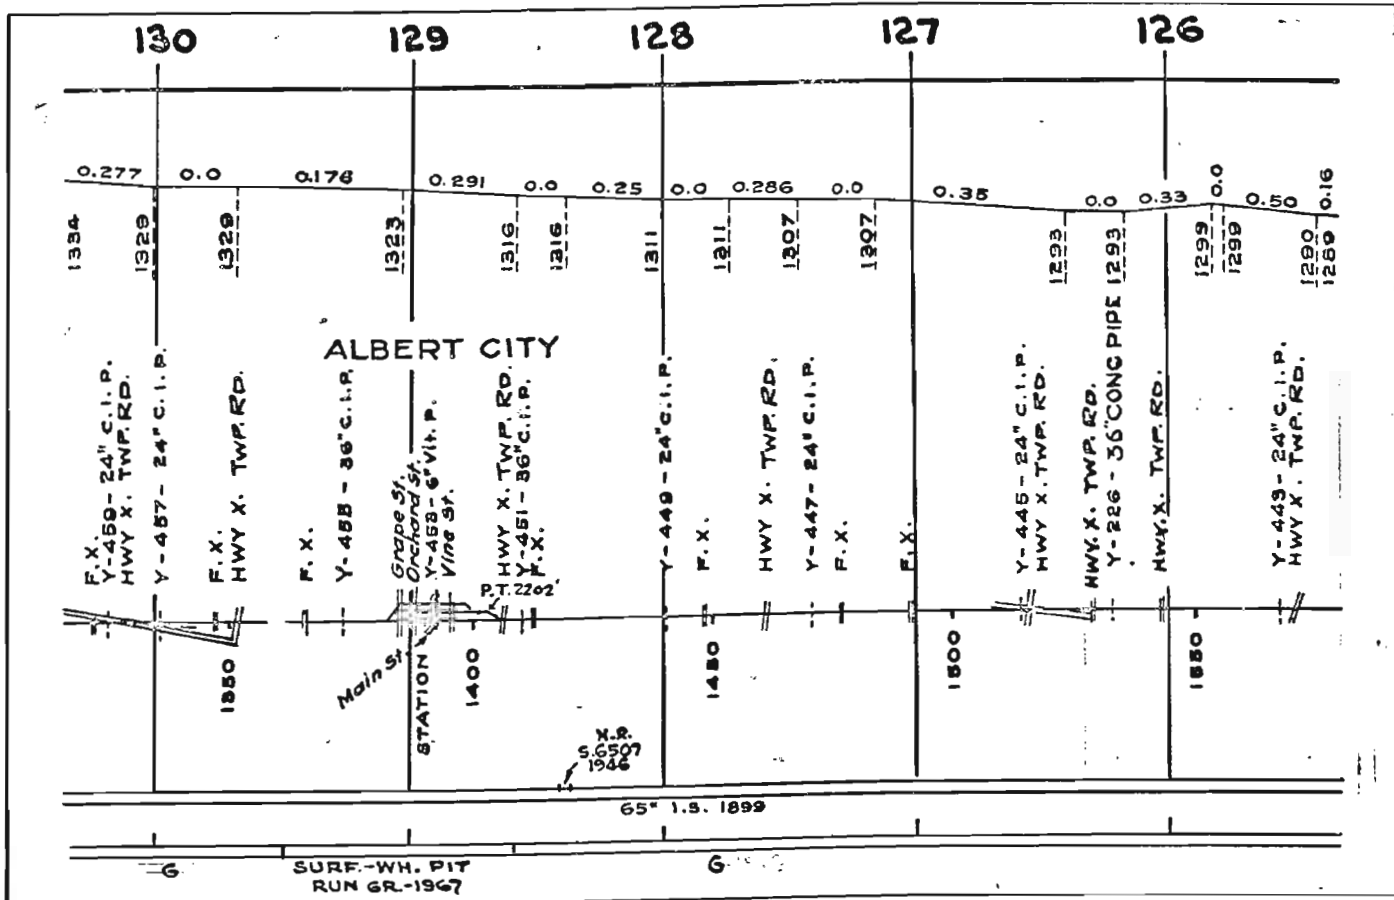 130 129 128 127 126
0.277 0.0 0.176 0.291 0.0 0.25 0.0 0.286 0.0 0.35 0.0 0.33 0.0 0.50 0.16
1334 1329 1329 1323 1316 1316 1311 1311 1307 1307 1293 1293 1299 1299 1290 1289
ALBERT CITY
F. X.
Y-459-24" C.I.P.
HWY X. TWP. RD.
Y-457-24" C.I.P.
F. X.
HWY X. TWP. RD.
F. X.
Y-455-36" C.I.P.
Grape St.
Orchard St.
Y-453-6" Vit. P.
Vine St.
P.T. 2202'
HWY X. TWP. RD.
Y-451-36" C.I.P.
F. X.
Y-449-24" C.I.P.
F. X.
HWY X. TWP. RD.
Y-447-24" C.I.P.
F. X.
F. X.
Y-445-24" C.I.P.
HWY X. TWP. RD.
HWY. X. TWP. RD.
Y-226-36" CONC PIPE
HWY. X. TWP. RD.
Y-443-24" C.I.P.
HWY X. TWP. RD.
1350
Main St.
STATION
1400
1450
1500
1550
N.R.
S.6507
1946
65# I.S. 1899
G
SURF.-WH. PIT
RUN GR.-1967
G